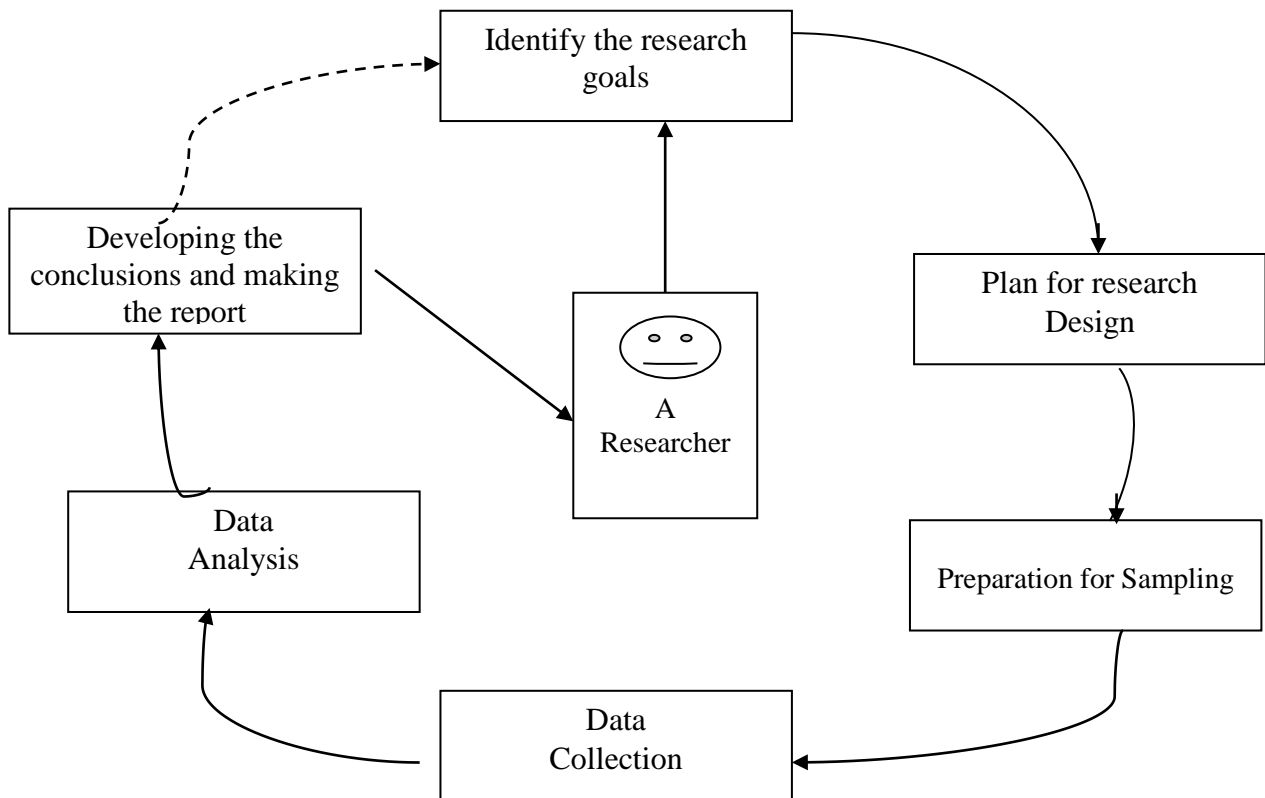 Identify the research
goals
Plan for research
Design
Preparation for Sampling
Data
Collection
Data
Analysis
Developing the
conclusions and making
the report
A
Researcher